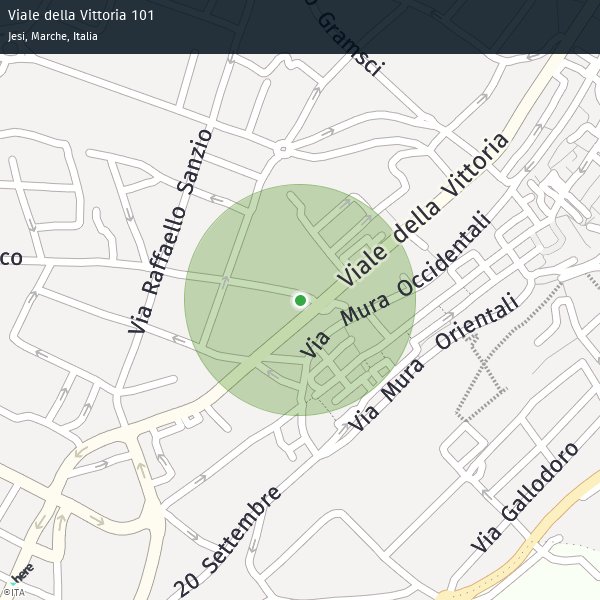 Viale della Vittoria 101
Jesi, Marche, Italia
Gramsci
Via Raffaello Sanzio
Viale della Vittoria
co
Via Mura Occidentali
Via Mura Orientali
Via Gallodoro
20 Settembre
here
©ITA